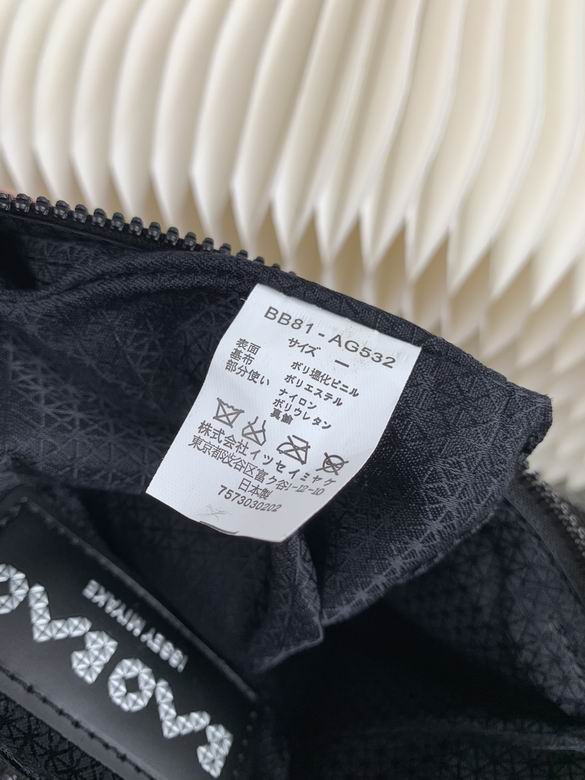 BB81-AG532
サイズ ー
表面 ポリ塩化ビニル
基布 ポリエステル
部分使い ナイロン
ポリウレタン
真鍮
株式会社イッセイミヤケ
東京都渋谷区富ケ谷1-12-10
日本製
7573030202
BAOBAO
ISSEY MIYAKE